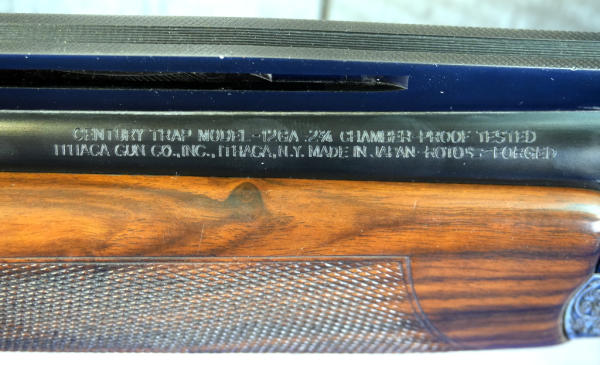 CENTURY TRAP MODEL-12GA 2¾ CHAMBER-PROOF TESTED
ITHACA GUN CO., INC., ITHACA, N.Y. MADE IN JAPAN- FORGED